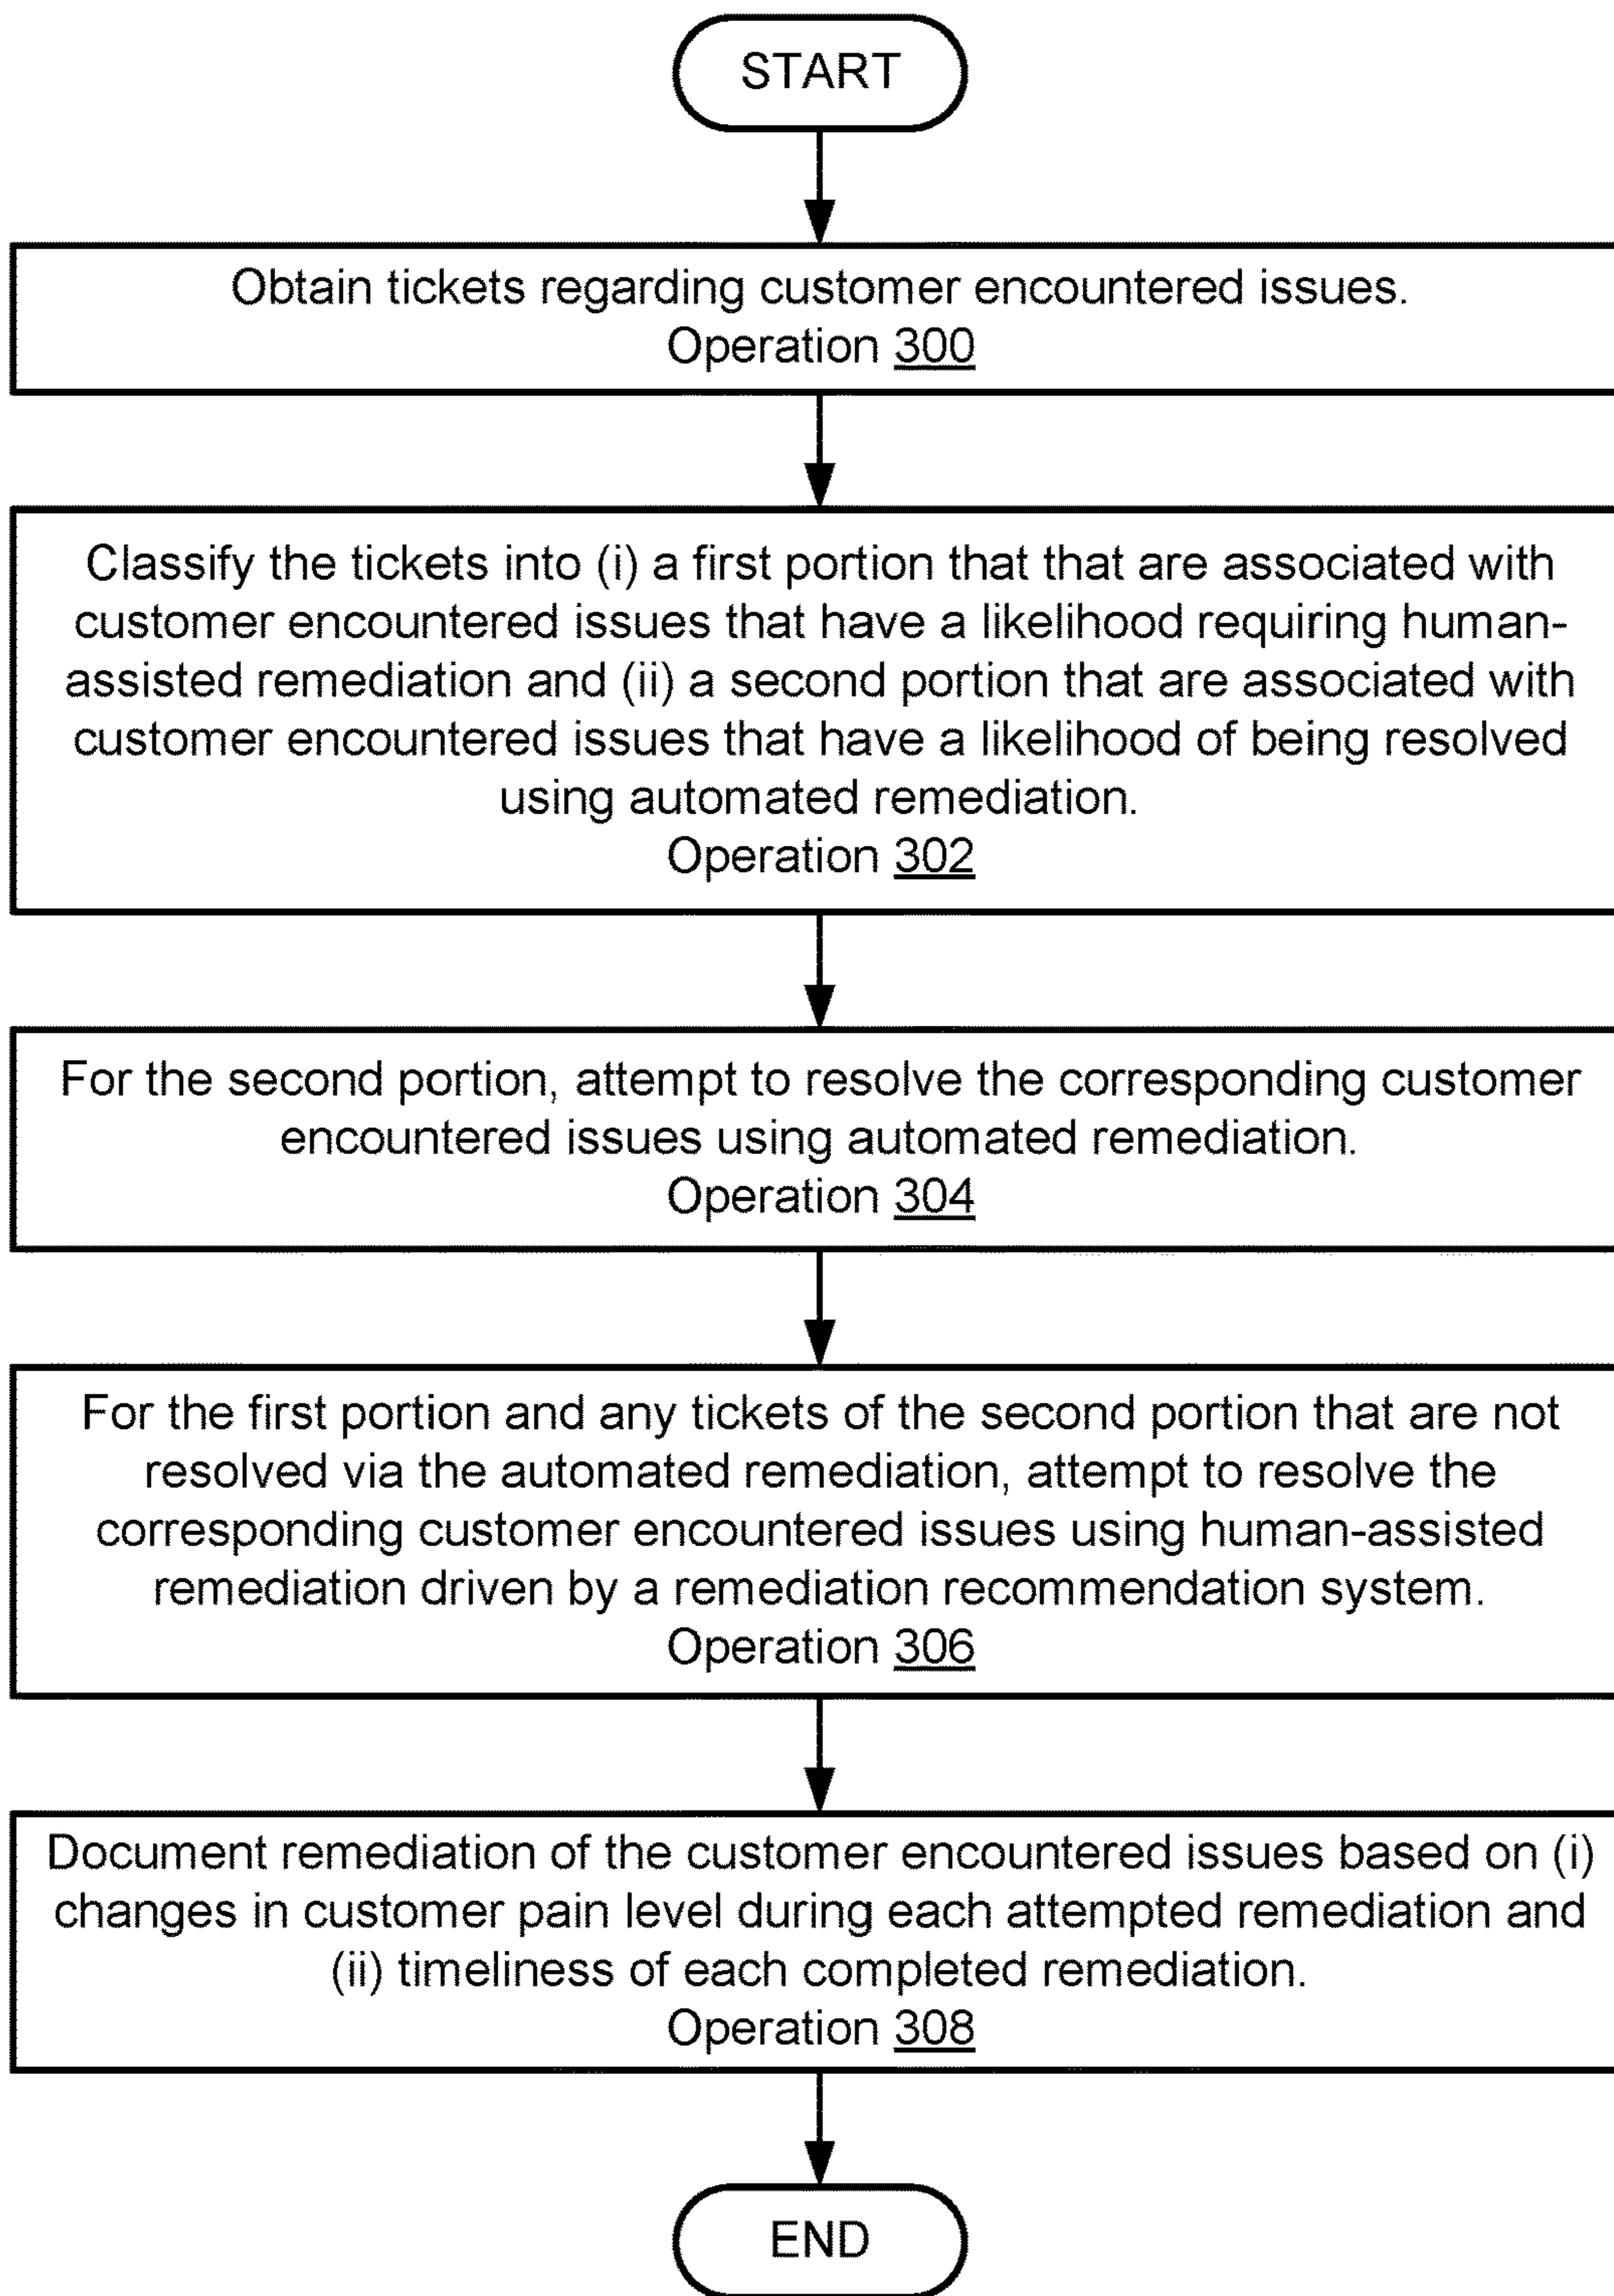 START
Obtain tickets regarding customer encountered issues.
Operation 300
Classify the tickets into (i) a first portion that that are associated with
customer encountered issues that have a likelihood requiring human-
assisted remediation and (ii) a second portion that are associated with
customer encountered issues that have a likelihood of being resolved
using automated remediation.
Operation 302
For the second portion, attempt to resolve the corresponding customer
encountered issues using automated remediation.
Operation 304
For the first portion and any tickets of the second portion that are not
resolved via the automated remediation, attempt to resolve the
corresponding customer encountered issues using human-assisted
remediation driven by a remediation recommendation system.
Operation 306
Document remediation of the customer encountered issues based on (i)
changes in customer pain level during each attempted remediation and
(ii) timeliness of each completed remediation.
Operation 308
END